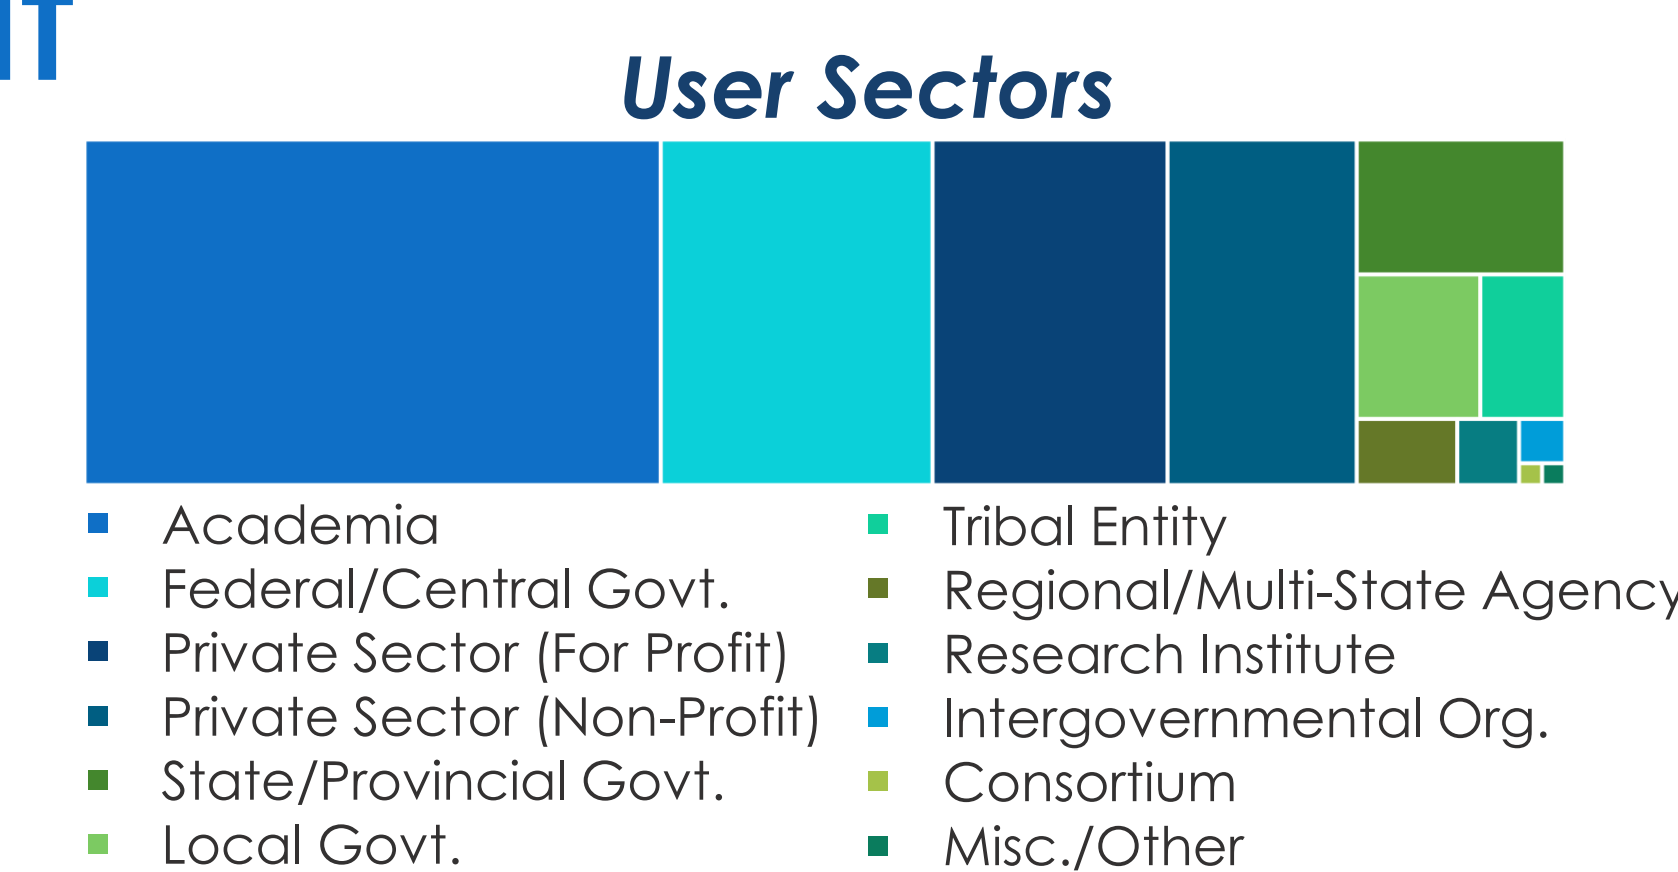 IT
User Sectors
Academia
Federal/Central Govt.
Private Sector (For Profit)
Private Sector (Non-Profit)
State/Provincial Govt.
Local Govt.
Tribal Entity
Regional/Multi-State Agency
Research Institute
Intergovernmental Org.
Consortium
Misc./Other